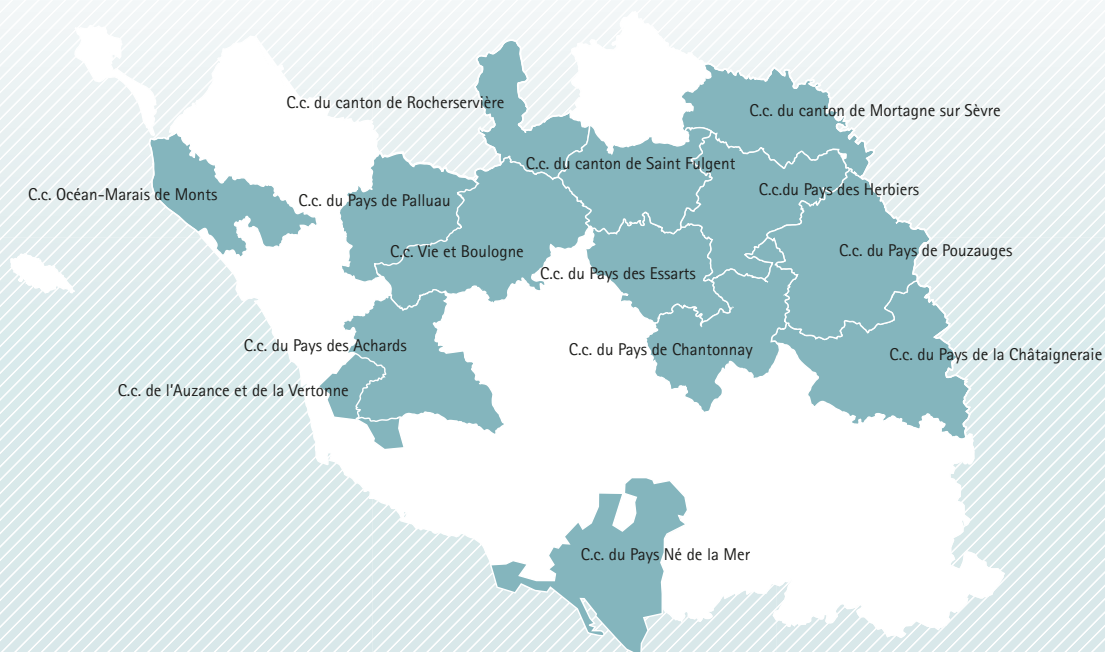 C.c. du canton de Rocherservière
C.c. du canton de Mortagne sur Sèvre
C.c. du canton de Saint Fulgent
C.c. Océan-Marais de Monts
C.c. du Pays de Palluau
C.c.du Pays des Herbiers
C.c. Vie et Boulogne
C.c. du Pays de Pouzauges
C.c. du Pays des Essarts
C.c. du Pays des Achards
C.c. du Pays de Chantonnay
C.c. du Pays de la Châtaigneraie
C.c. de l'Auzance et de la Vertonne
C.c. du Pays Né de la Mer